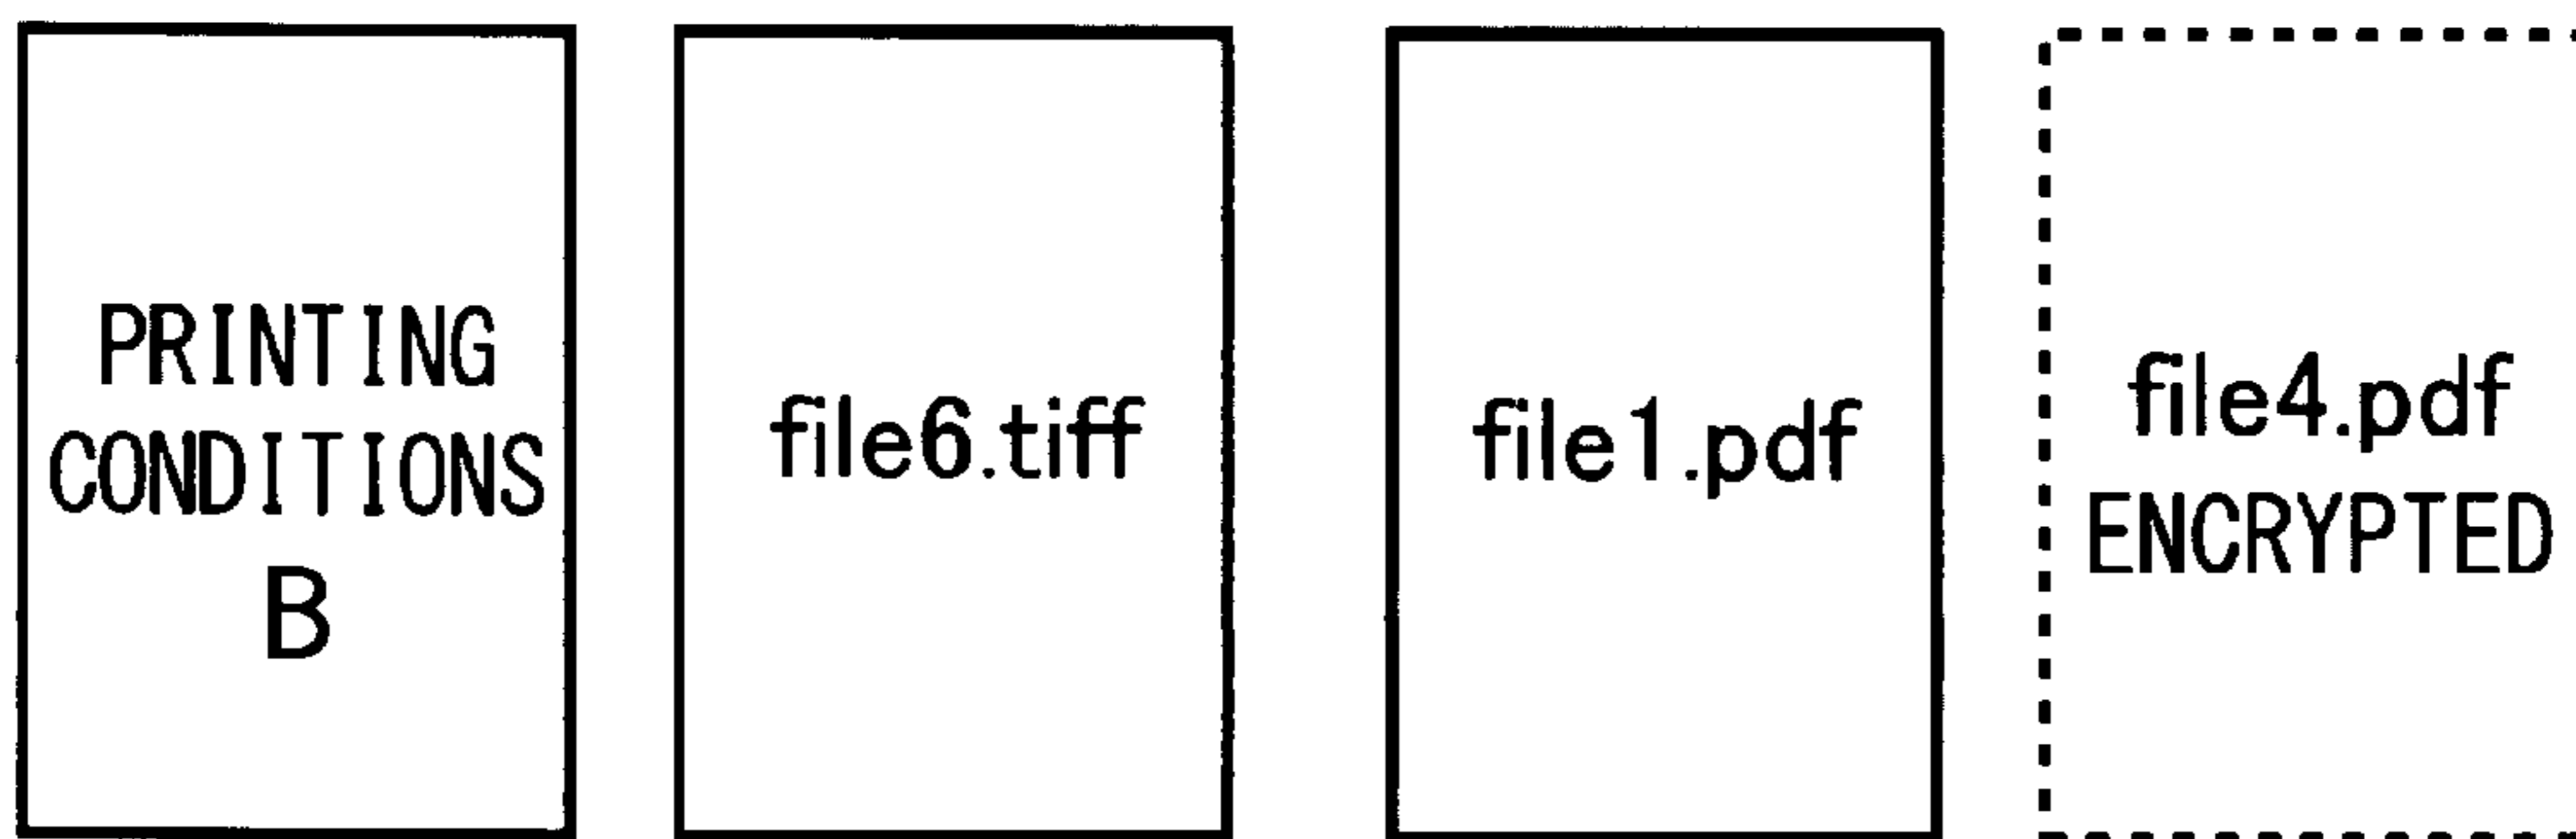 PRINTING
CONDITIONS
B
file6.tiff
file1.pdf
file4.pdf
ENCRYPTED